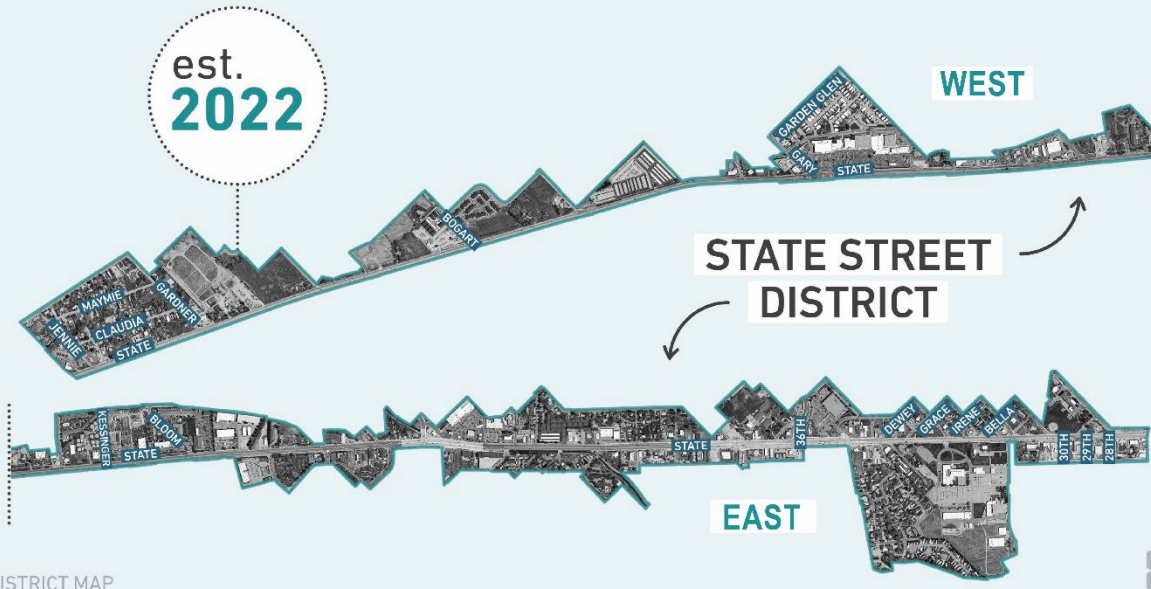 est.
2022
WEST
GARDEN GLEN
GARY
STATE
BOGART
STATE STREET
DISTRICT
MAYMIE
GARDNER
JENNIE
CLAUDIA
STATE
KESSINGER
BLOOM
STATE
STATE
36TH
DEWEY
GRACE
IRENE
BELLA
30TH
29TH
28TH
EAST
ISTRICT MAP